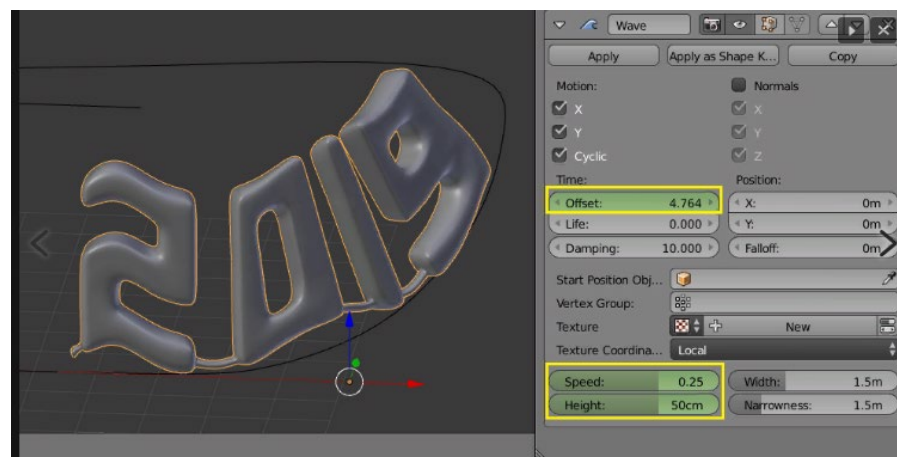 2019
Wave
Apply Apply as Shape K... Copy
Motion: Normals
X X
Y Y
Cyclic Z
Time: Position:
Offset: 4.764 X: 0m
Life: 0.000 Y: 0m
Damping: 10.000 Falloff: 0m
Start Position Obj...
Vertex Group:
Texture New
Texture Coordina... Local
Speed: 0.25 Width: 1.5m
Height: 50cm Narrowness: 1.5m